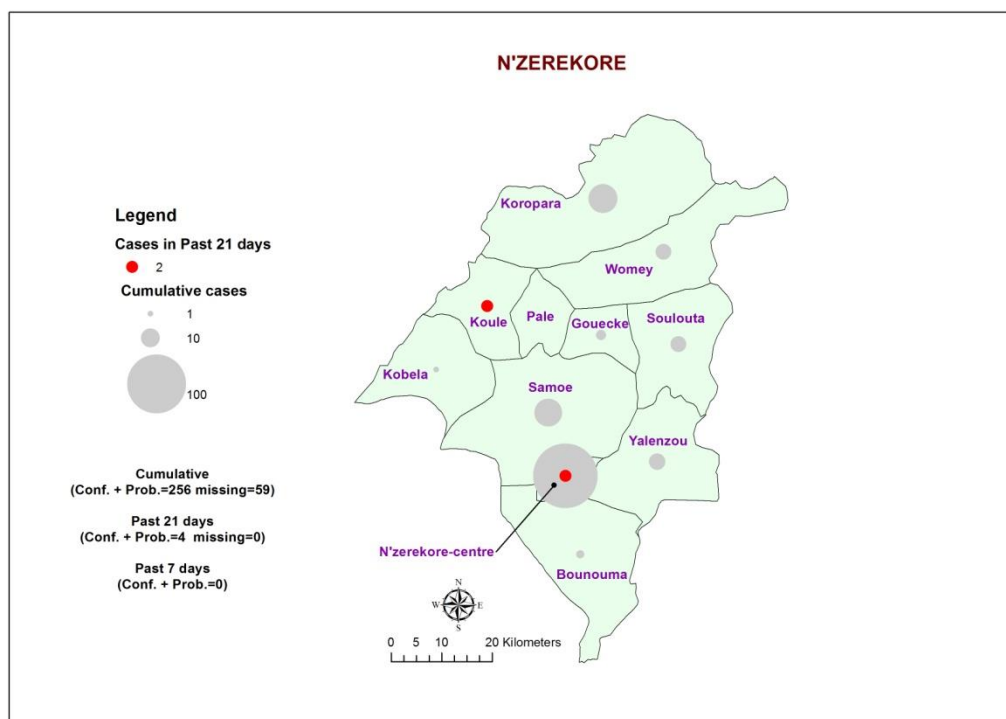 N'ZEREKORE
Legend
Cases in Past 21 days
2
Cumulative cases
1
10
100
Cumulative
(Conf. + Prob.=256 missing=59)
Past 21 days
(Conf. + Prob.=4 missing=0)
Past 7 days
(Conf. + Prob.=0)
Koropara
Womey
Koule
Pale
Gouecke
Soulouta
Kobela
Samoe
Yalenzou
N'zerekore-centre
Bounouma
N
W E
S
0 5 10 20 Kilometers